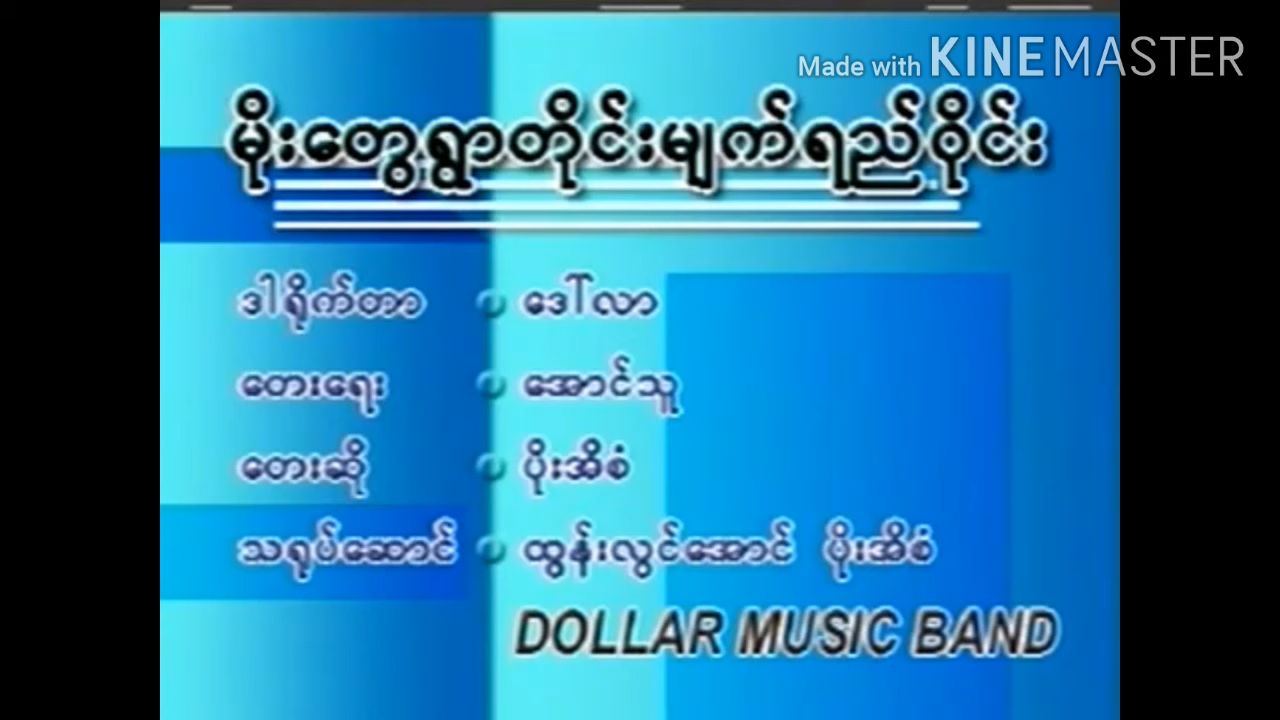 Made with KINEMASTER
မိုးတွေရွာတိုင်းမျက်ရည်ဝိုင်း
ဒါရိုက်တာ ဒေါ်လာ
တေးရေး အောင်သူ
တေးဆို ပိုးအိစံ
သရုပ်ဆောင် ထွန်းလွင်အောင် ပိုးအိစံ
DOLLAR MUSIC BAND